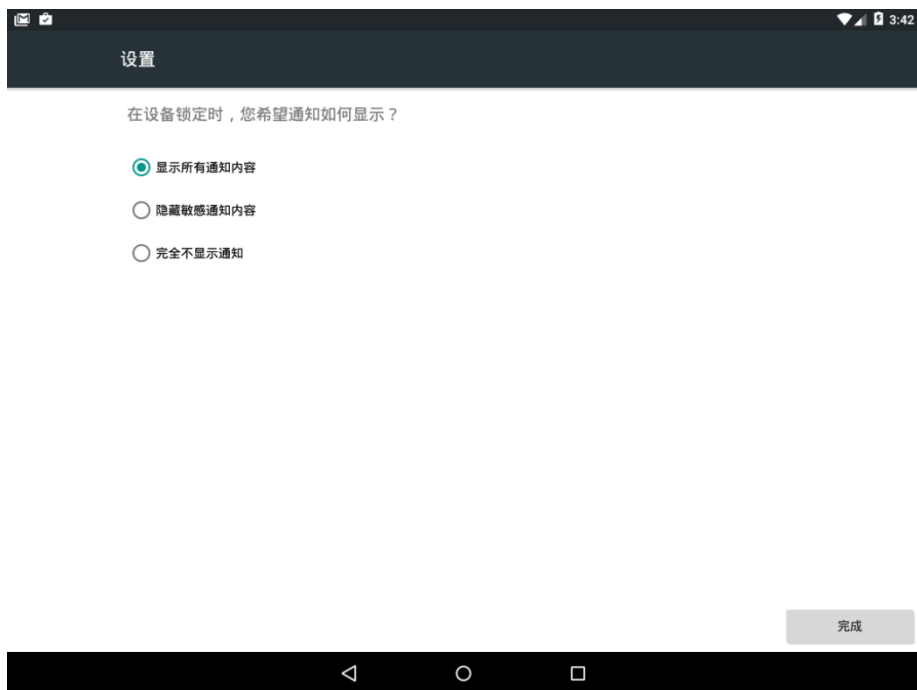 3:42
设置
在设备锁定时，您希望通知如何显示？
显示所有通知内容
隐藏敏感通知内容
完全不显示通知
完成